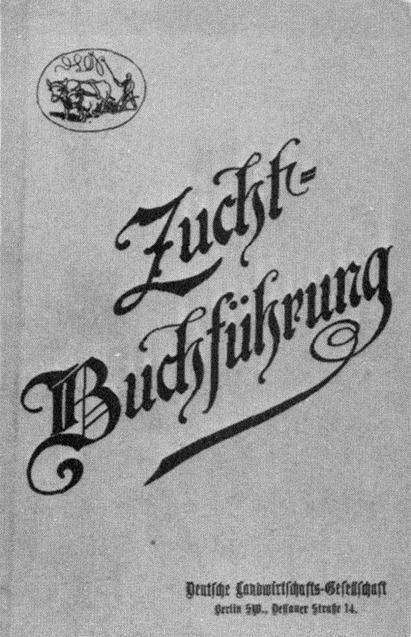 Zucht-
Buchführung
Deutsche Landwirtschafts-Gesellschaft
Berlin SW., Dessauer Straße 14.